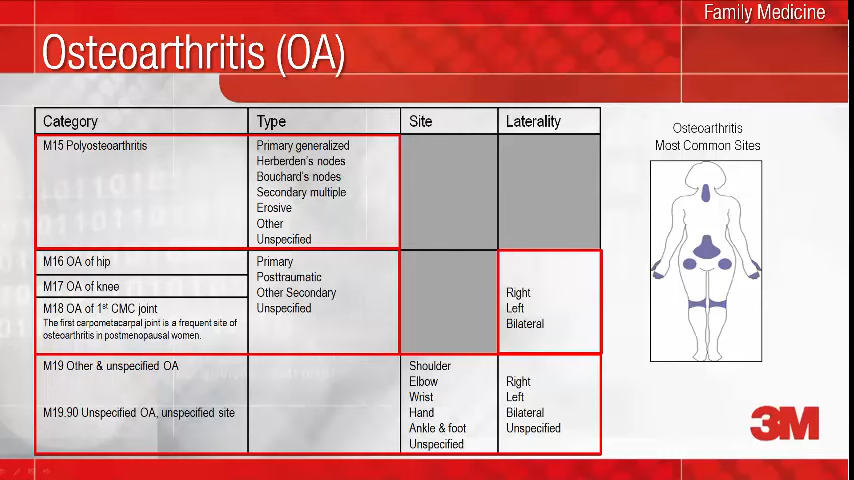 Family Medicine
Osteoarthritis (OA)
Category
Type
Site
Laterality
M15 Polyosteoarthritis
Primary generalized
Herberden's nodes
Bouchard's nodes
Secondary multiple
Erosive
Other
Unspecified
M16 OA of hip
M17 OA of knee
M18 OA of 1st CMC joint
The first carpometacarpal joint is a frequent site of
osteoarthritis in postmenopausal women.
Primary
Posttraumatic
Other Secondary
Unspecified
Right
Left
Bilateral
M19 Other & unspecified OA
M19.90 Unspecified OA, unspecified site
Shoulder
Elbow
Wrist
Hand
Ankle & foot
Unspecified
Right
Left
Bilateral
Unspecified
Osteoarthritis
Most Common Sites
3M